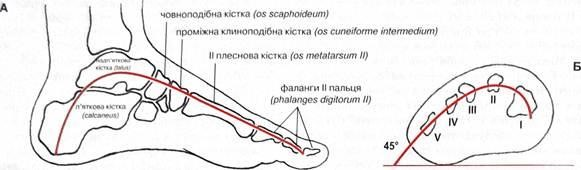 А
човноподібна кістка (os scaphoideum)
проміжна клиноподібна кістка (os cuneiforme intermedium)
II плеснова кістка (os metatarsum II)
надп'яткова
кістка (talus)
фаланги II пальця
(phalanges digitorum II)
п'яткова кістка
(calcaneus)
Б
I
II
III
IV
V
45°